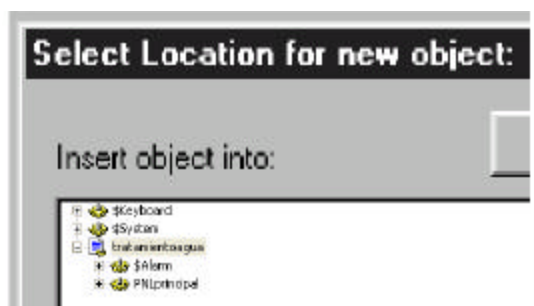 Select Location for new object:
Insert object into:
$Keyboard
$System
tratamientoagua
$Alarm
PNLprincipal